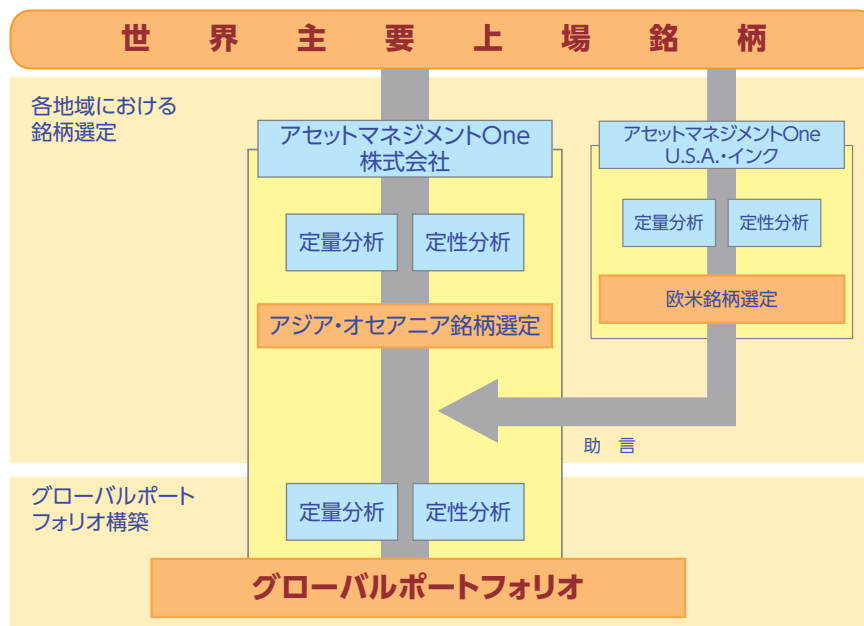 世界主要上場銘柄
各地域における
銘柄選定
アセットマネジメントOne
株式会社
アセットマネジメントOne
U.S.A.・インク
定量分析
定性分析
定量分析
定性分析
アジア・オセアニア銘柄選定
欧米銘柄選定
助言
グローバルポート
フォリオ構築
定量分析
定性分析
グローバルポートフォリオ